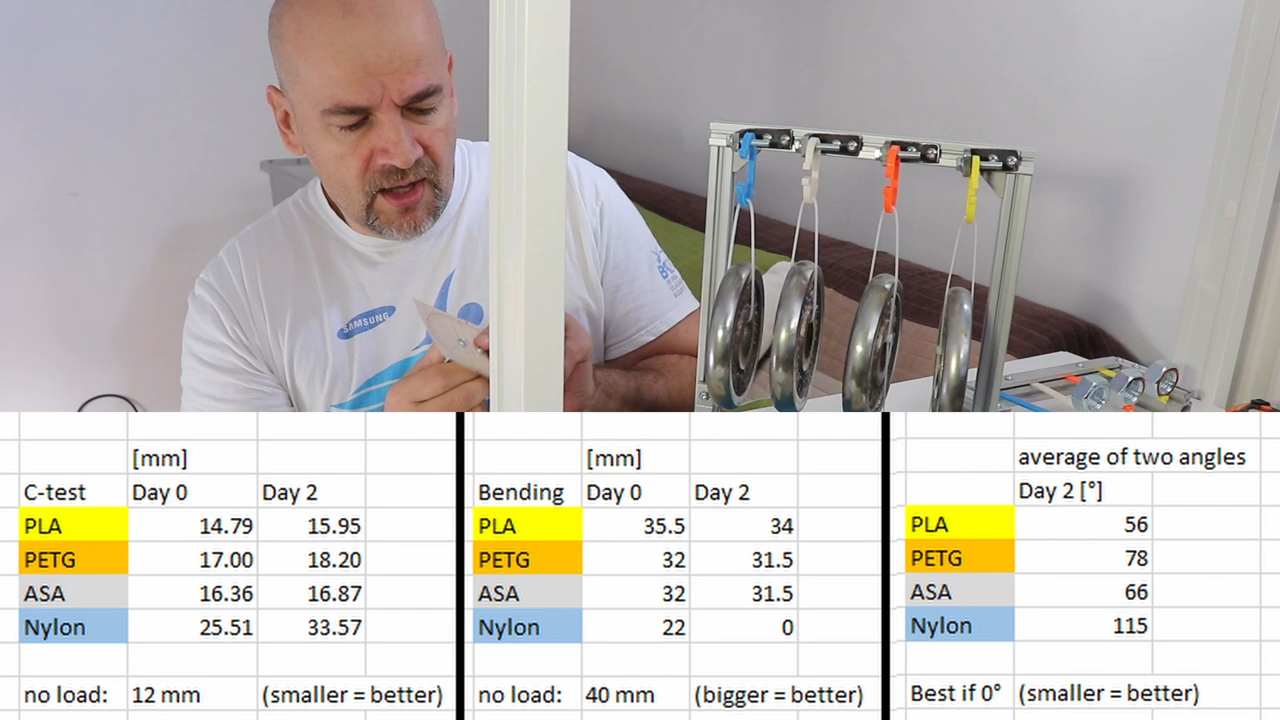 SAMSUNG
[mm]
C-test Day 0 Day 2
PLA 14.79 15.95
PETG 17.00 18.20
ASA 16.36 16.87
Nylon 25.51 33.57
no load: 12 mm (smaller = better)
[mm]
Bending Day 0 Day 2
PLA 35.5 34
PETG 32 31.5
ASA 32 31.5
Nylon 22 0
no load: 40 mm (bigger = better)
average of two angles
Day 2 [°]
PLA 56
PETG 78
ASA 66
Nylon 115
Best if 0° (smaller = better)